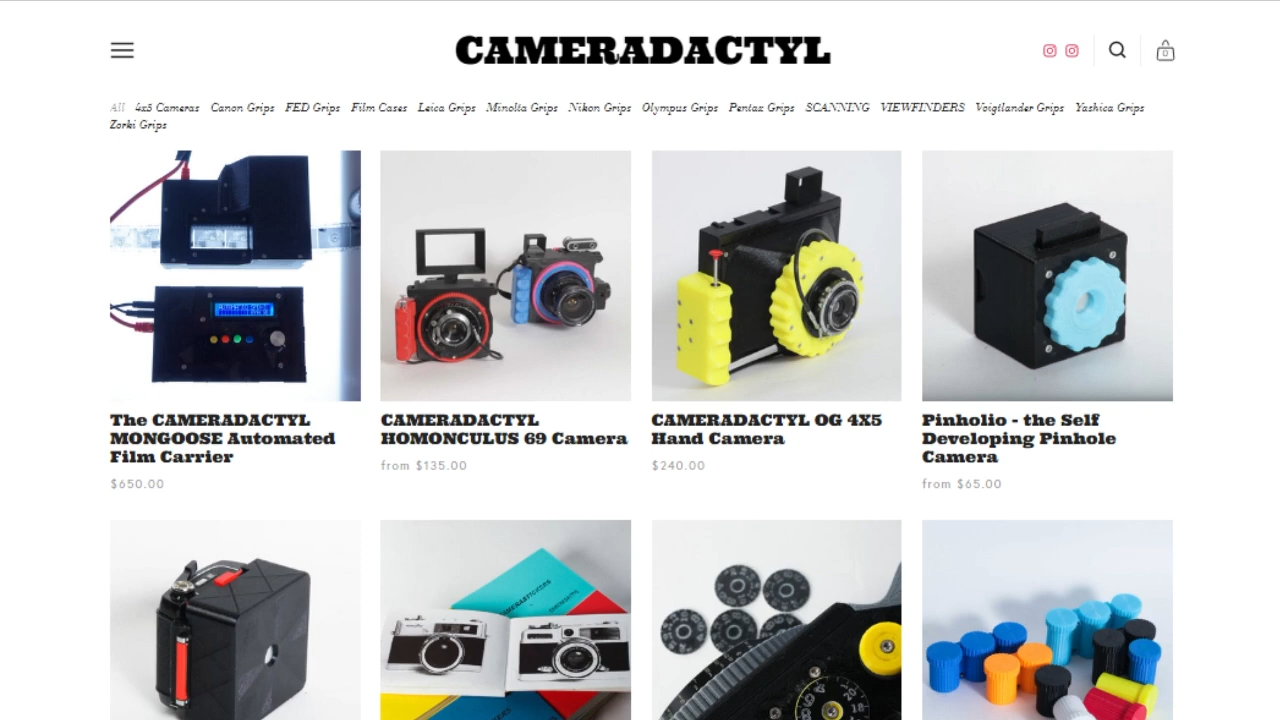 CAMERADACTYL
0
All 4x5 Cameras Canon Grips FED Grips Film Cases Leica Grips Minolta Grips Nikon Grips Olympus Grips Pentax Grips SCANNING VIEWFINDERS Voigtlander Grips Yashica Grips
Zorki Grips
The CAMERADACTYL
MONGOOSE Automated
Film Carrier
$650.00
CAMERADACTYL
HOMONCULUS 69 Camera
from $135.00
CAMERADACTYL OG 4X5
Hand Camera
$240.00
Pinholio - the Self
Developing Pinhole
Camera
from $65.00